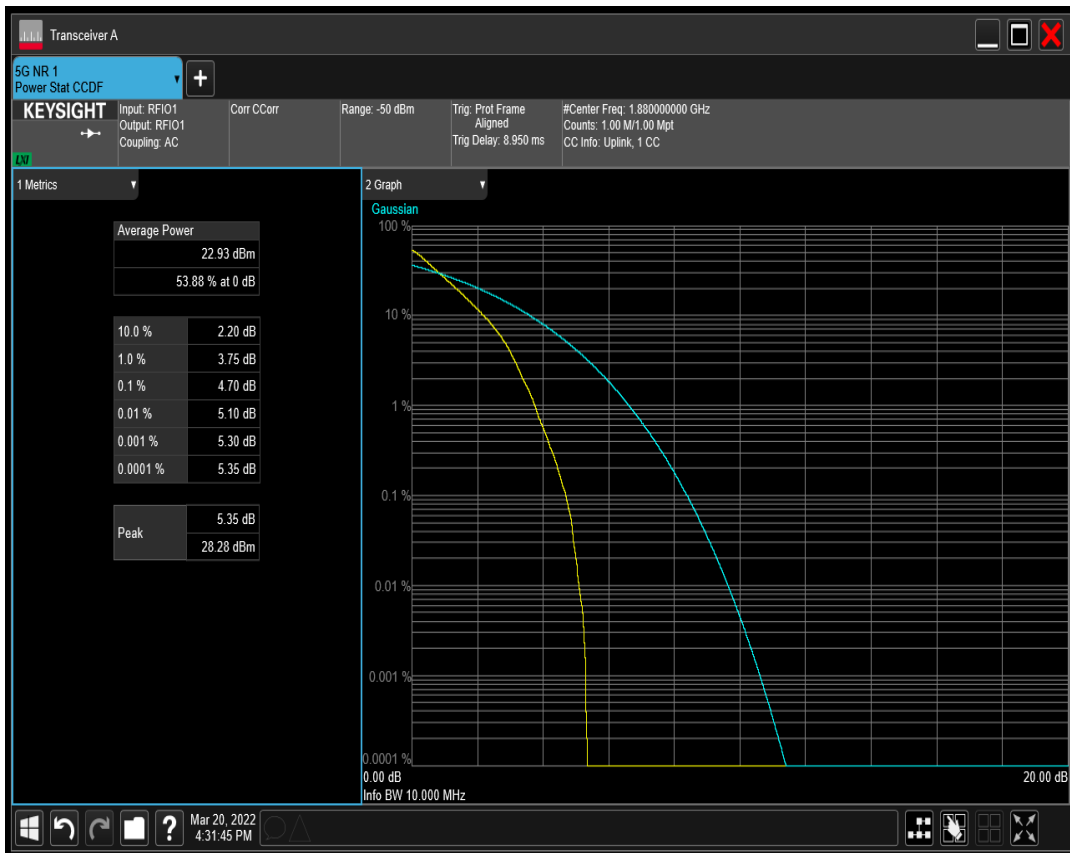 Transceiver A
5G NR 1
Power Stat CCDF
+
KEYSIGHT
LXI
Input: RFIO1
Output: RFIO1
Coupling: AC
Corr CCorr
Range: -50 dBm
Trig: Prot Frame
Aligned
Trig Delay: 8.950 ms
#Center Freq: 1.880000000 GHz
Counts: 1.00 M/1.00 Mpt
CC Info: Uplink, 1 CC
1 Metrics
Average Power
22.93 dBm
53.88 % at 0 dB
10.0 % 2.20 dB
1.0 % 3.75 dB
0.1 % 4.70 dB
0.01 % 5.10 dB
0.001 % 5.30 dB
0.0001 % 5.35 dB
Peak
5.35 dB
28.28 dBm
2 Graph
Gaussian
100 %
10 %
1 %
0.1 %
0.01 %
0.001 %
0.0001 %
0.00 dB
20.00 dB
Info BW 10.000 MHz
?
Mar 20, 2022
4:31:45 PM